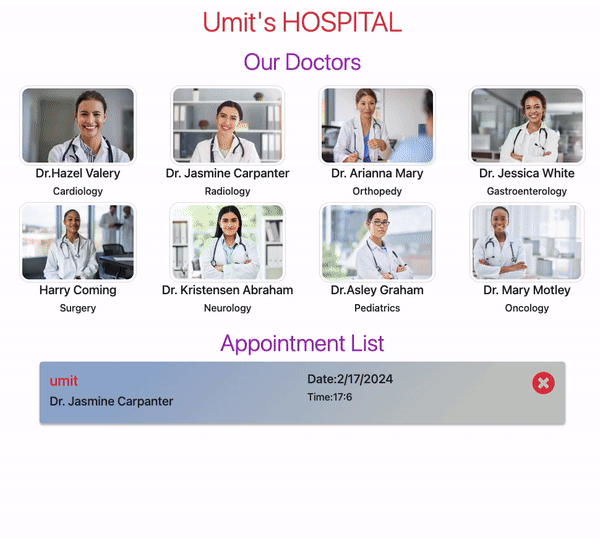 Umit's HOSPITAL
Our Doctors
Dr.Hazel Valery
Cardiology
Dr. Jasmine Carpanter
Radiology
Dr. Arianna Mary
Orthopedy
Dr. Jessica White
Gastroenterology
Harry Coming
Surgery
Dr. Kristensen Abraham
Neurology
Dr.Asley Graham
Pediatrics
Dr. Mary Motley
Oncology
Appointment List
umit
Dr. Jasmine Carpanter
Date:2/17/2024
Time:17:6